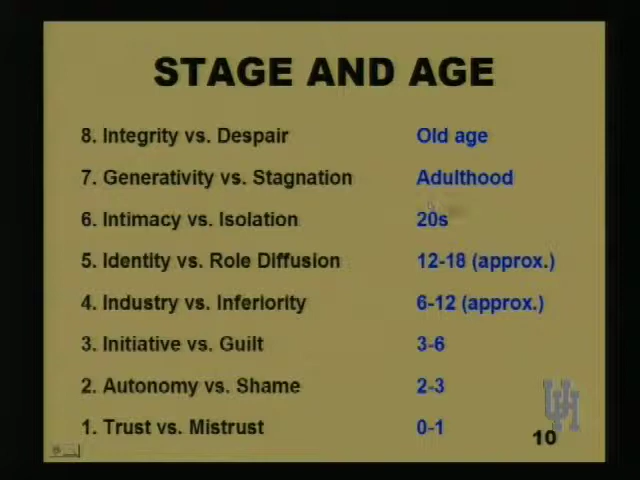 STAGE AND AGE
8. Integrity vs. Despair Old age
7. Generativity vs. Stagnation Adulthood
6. Intimacy vs. Isolation 20s
5. Identity vs. Role Diffusion 12-18 (approx.)
4. Industry vs. Inferiority 6-12 (approx.)
3. Initiative vs. Guilt 3-6
2. Autonomy vs. Shame 2-3
1. Trust vs. Mistrust 0-1
UH
10